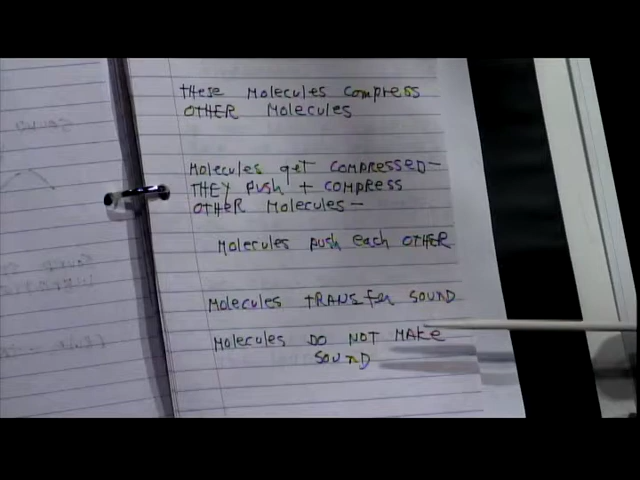 These Molecules compress
OTHER Molecules
Molecules get COMPRESSED-
THEY Push + COMPRESS
OTHER Molecules-
Molecules push each OTHER
Molecules TRANSfer SOUND
Molecules DO NOT MAKe
SOUND